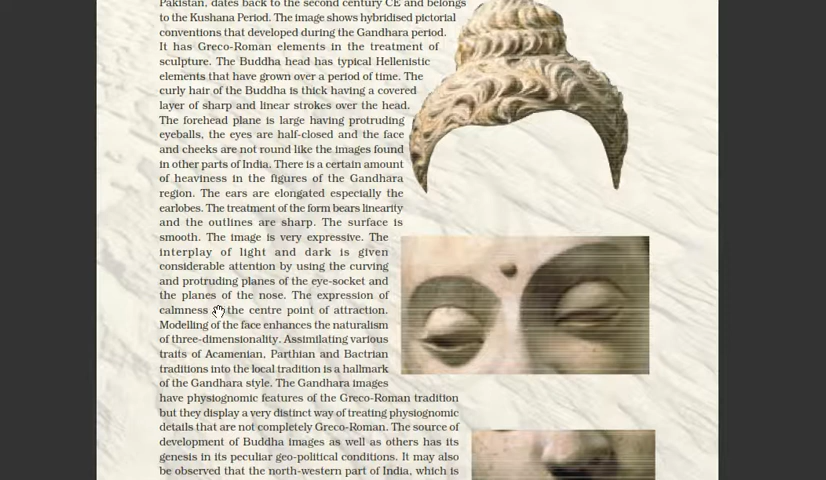 Pakistan, dates back to the second century CE and belongs
to the Kushana Period. The image shows hybridised pictorial
conventions that developed during the Gandhara period.
It has Greco-Roman elements in the treatment of
sculpture. The Buddha head has typical Hellenistic
elements that have grown over a period of time. The
curly hair of the Buddha is thick having a covered
layer of sharp and linear strokes over the head.
The forehead plane is large having protruding
eyeballs, the eyes are half-closed and the face
and cheeks are not round like the images found
in other parts of India. There is a certain amount
of heaviness in the figures of the Gandhara
region. The ears are elongated especially the
earlobes. The treatment of the form bears linearity
and the outlines are sharp. The surface is
smooth. The image is very expressive. The
interplay of light and dark is given
considerable attention by using the curving
and protruding planes of the eye-socket and
the planes of the nose. The expression of
calmness the centre point of attraction.
Modelling of the face enhances the naturalism
of three-dimensionality. Assimilating various
traits of Acamenian, Parthian and Bactrian
traditions into the local tradition is a hallmark
of the Gandhara style. The Gandhara images
have physiognomic features of the Greco-Roman tradition
but they display a very distinct way of treating physiognomic
details that are not completely Greco-Roman. The source of
development of Buddha images as well as others has its
genesis in its peculiar geo-political conditions. It may also
be observed that the north-western part of India, which is